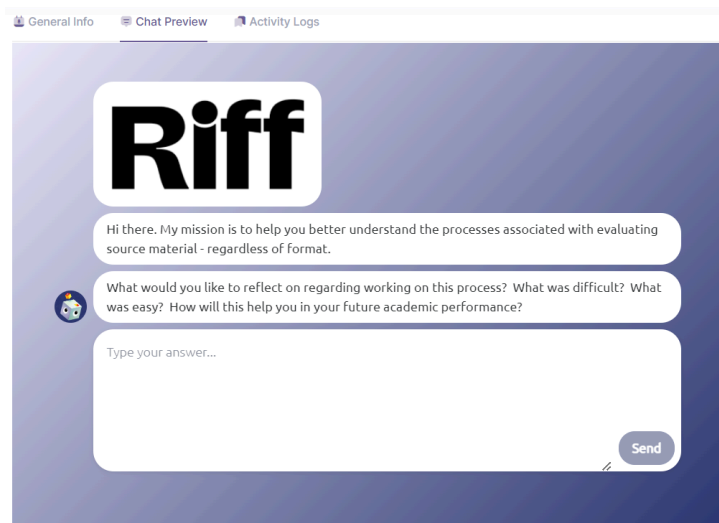 General Info
Chat Preview
Activity Logs
Riff
Hi there. My mission is to help you better understand the processes associated with evaluating
source material - regardless of format.
What would you like to reflect on regarding working on this process?  What was difficult?  What
was easy?  How will this help you in your future academic performance?
Type your answer...
Send